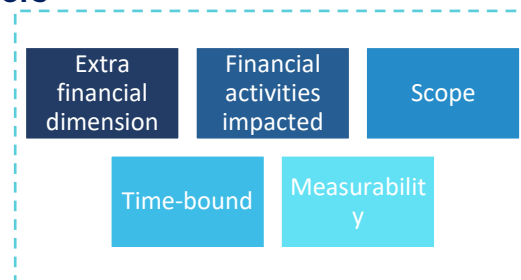 Extra
financial
dimension
Financial
activities
impacted
Scope
Time-bound
Measurabilit
y